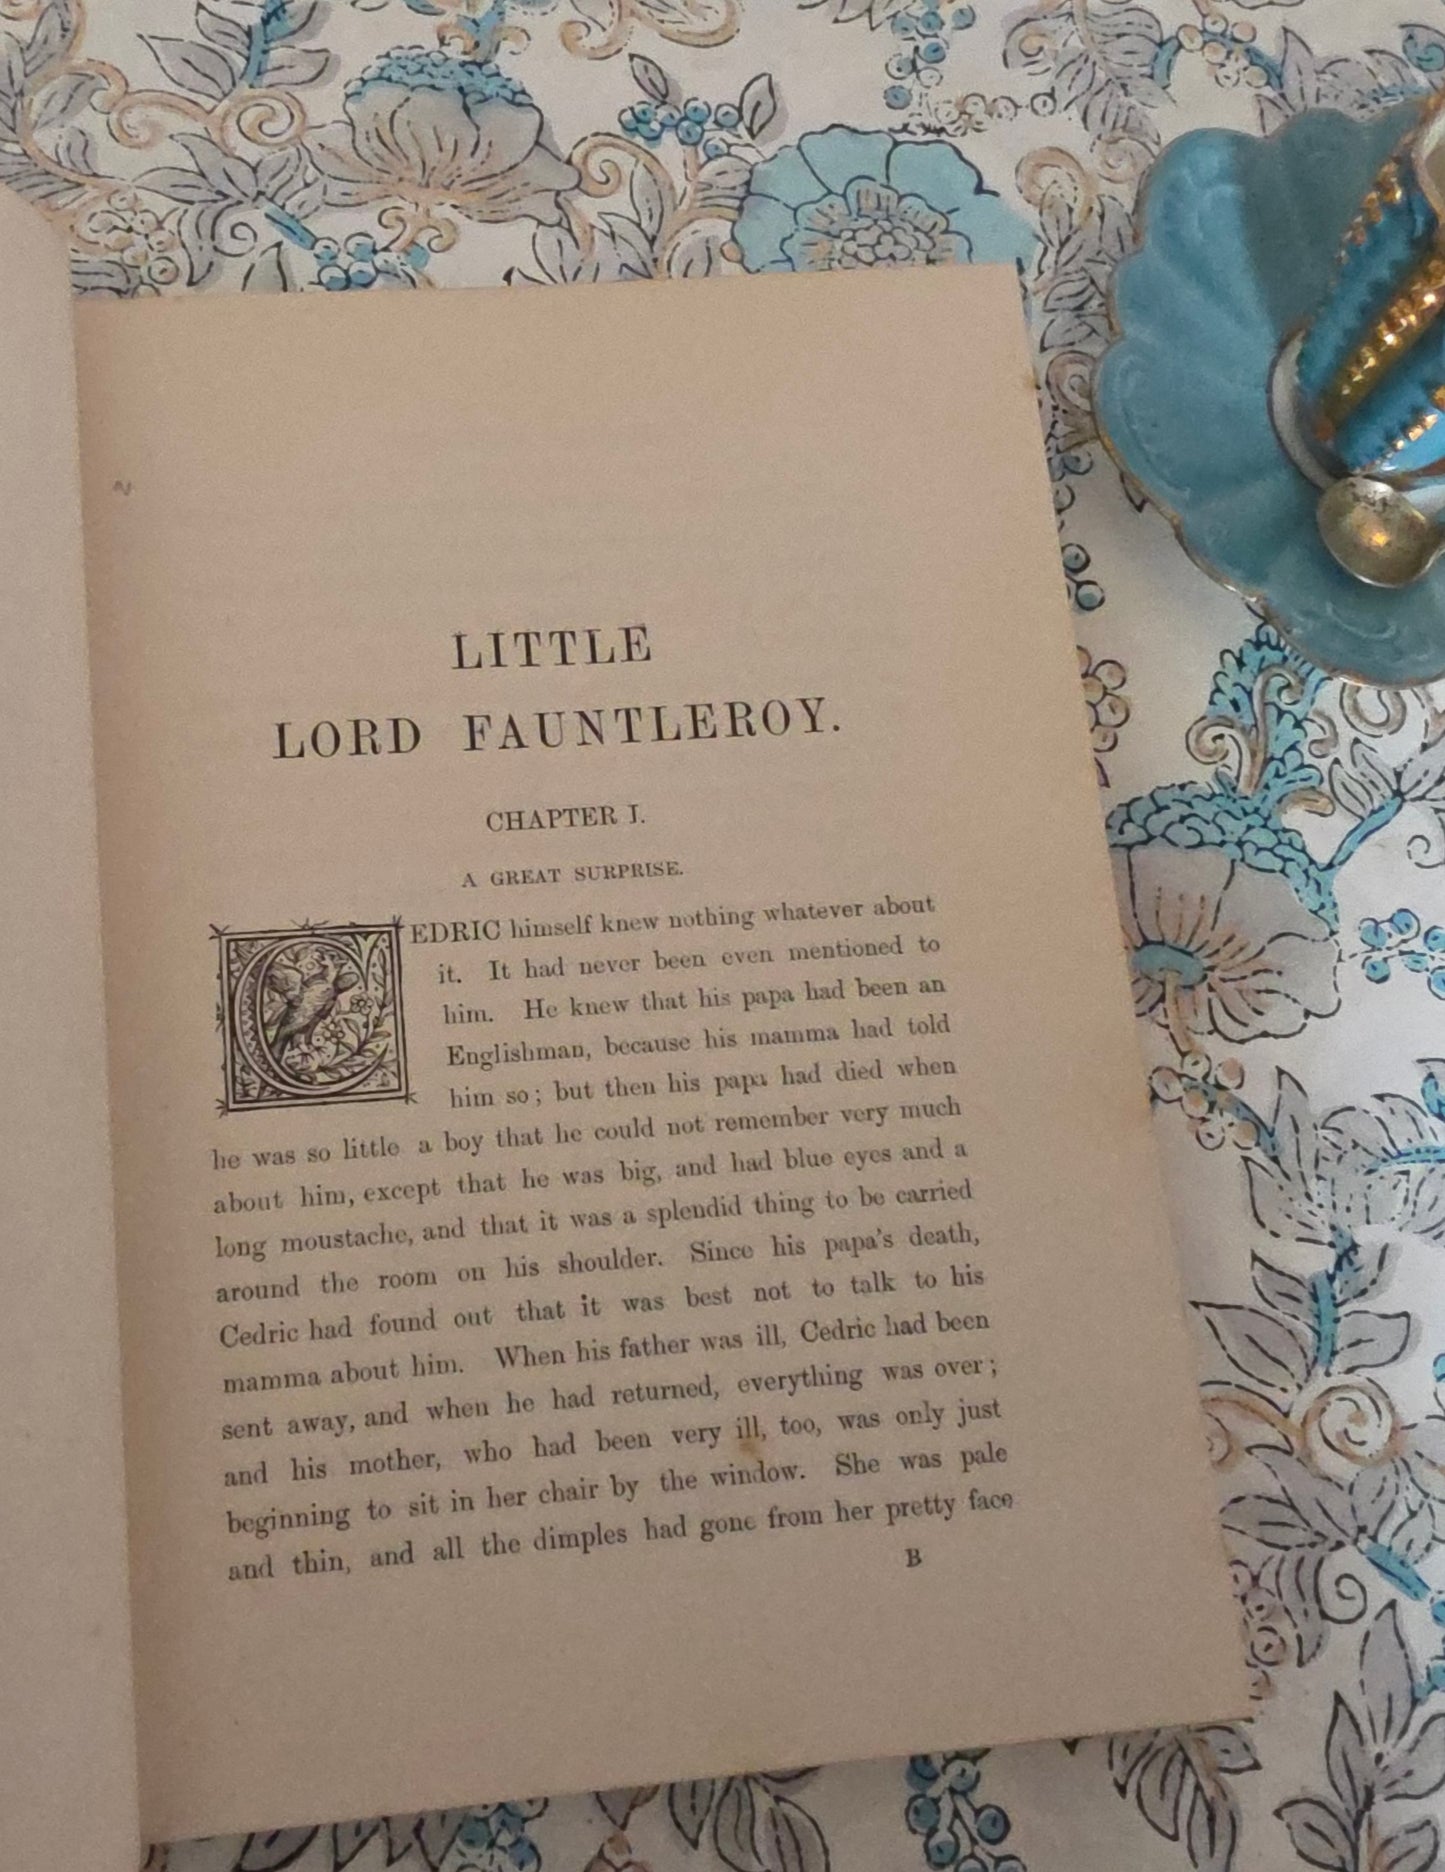 LITTLE
LORD FAUNTLEROY.
CHAPTER I.
A GREAT SURPRISE.
CEDRIC himself knew nothing whatever about
it. It had never been even mentioned to
him. He knew that his papa had been an
Englishman, because his mamma had told
him so; but then his papa had died when
he was so little a boy that he could not remember very much
about him, except that he was big, and had blue eyes and a
long moustache, and that it was a splendid thing to be carried
around the room on his shoulder. Since his papa's death,
Cedric had found out that it was best not to talk to his
mamma about him. When his father was ill, Cedric had been
sent away, and when he had returned, everything was over;
and his mother, who had been very ill, too, was only just
beginning to sit in her chair by the window. She was pale
and thin, and all the dimples had gone from her pretty face
B